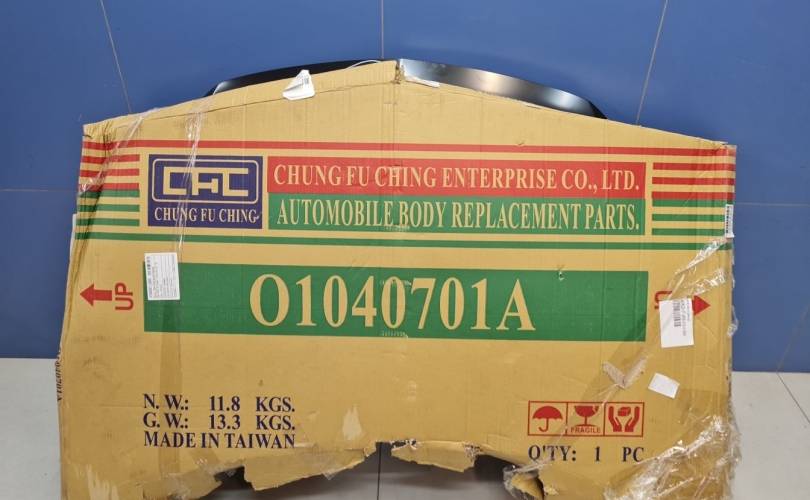 CFC
CHUNG FU CHING
CHUNG FU CHING ENTERPRISE CO., LTD.
AUTOMOBILE BODY REPLACEMENT PARTS.
UP
O1040701A
UP
N. W.: 11.8 KGS.
G. W.: 13.3 KGS.
MADE IN TAIWAN
FRAGILE
Q'TY: 1 PC